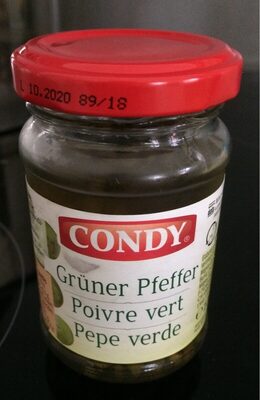 L 10.2020 89/18
CONDY®
Grüner Pfeffer
Poivre vert
Pepe verde